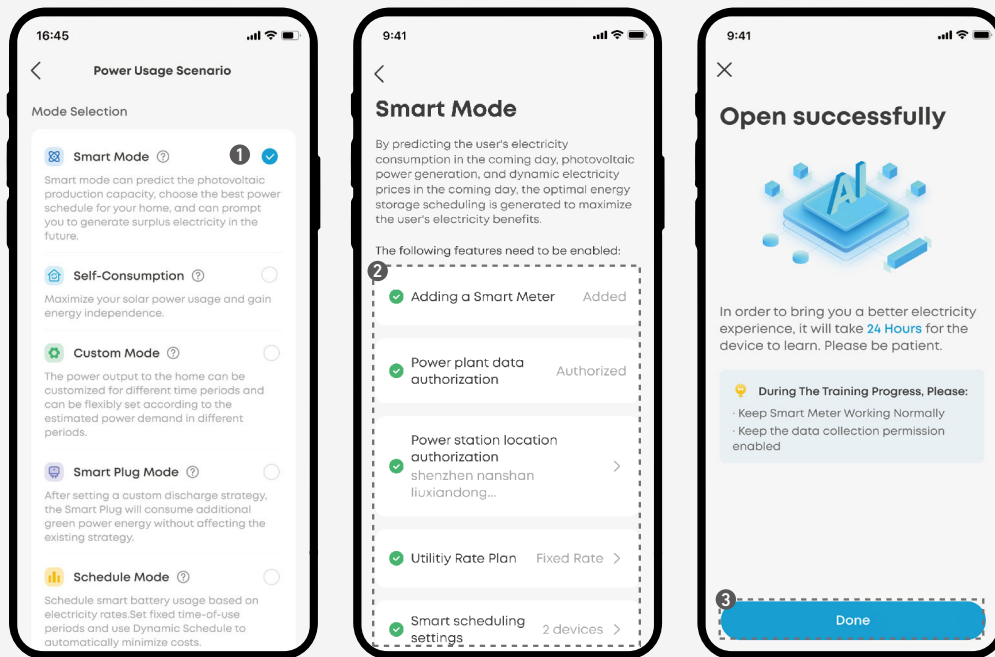 16:45
Power Usage Scenario
Mode Selection
Smart Mode
1
Smart mode can predict the photovoltaic
production capacity, choose the best power
schedule for your home, and can prompt
you to generate surplus electricity in the
future.
Self-Consumption
Maximize your solar power usage and gain
energy independence.
Custom Mode
The power output to the home can be
customized for different time periods and
can be flexibly set according to the
estimated power demand in different
periods.
Smart Plug Mode
After setting a custom discharge strategy,
the Smart Plug will consume additional
green power energy without affecting the
existing strategy.
Schedule Mode
Schedule smart battery usage based on
electricity rates.Set fixed time-of-use
periods and use Dynamic Schedule to
automatically minimize costs.
9:41
Smart Mode
By predicting the user's electricity
consumption in the coming day, photovoltaic
power generation, and dynamic electricity
prices in the coming day, the optimal energy
storage scheduling is generated to maximize
the user's electricity benefits.
The following features need to be enabled:
2
Adding a Smart Meter Added
Power plant data
authorization Authorized
Power station location
authorization
shenzhen nanshan
liuxiandong...
Utilitiy Rate Plan Fixed Rate
Smart scheduling
settings 2 devices
9:41
Open successfully
AI
In order to bring you a better electricity
experience, it will take 24 Hours for the
device to learn. Please be patient.
During The Training Progress, Please:
· Keep Smart Meter Working Normally
· Keep the data collection permission
enabled
3
Done